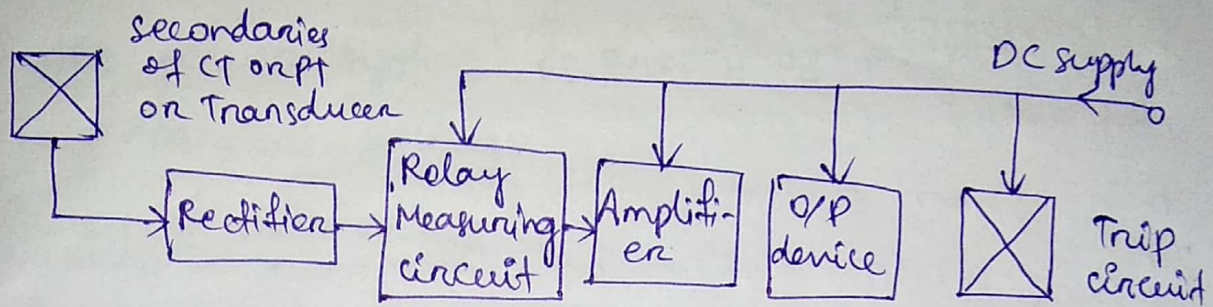 secondaries
of CT or PT
or Transducer
DC supply
Rectifier
Relay
Measuring
circuit
Amplifi-
er
O/P
device
Trip
circuit